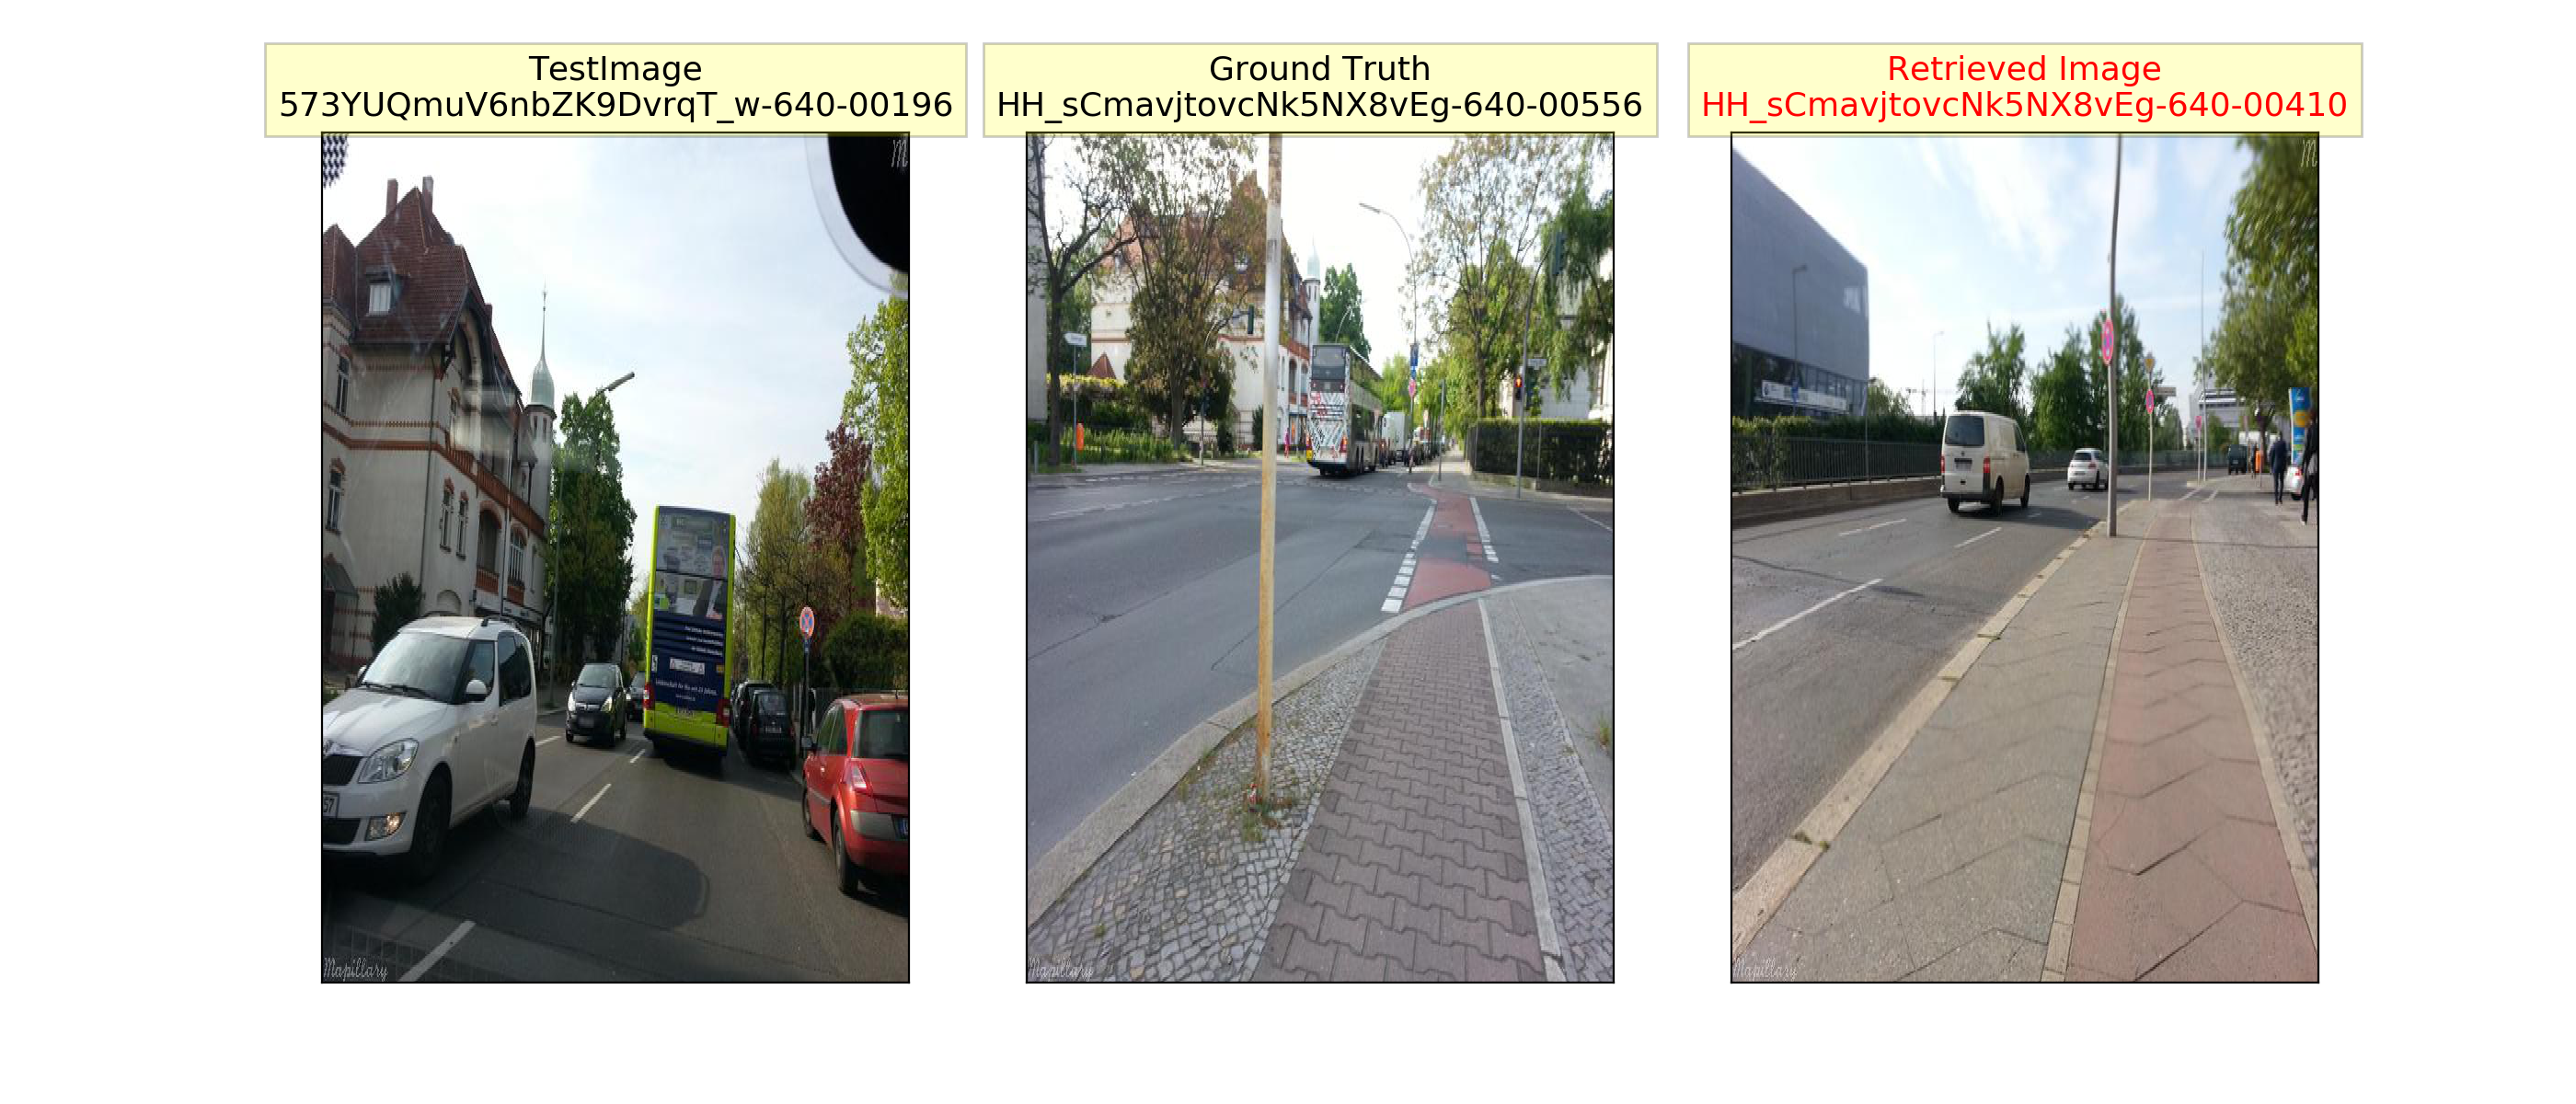 TestImage
573YUQmuV6nbZK9DvrqT_w-640-00196
Ground Truth
HH_sCmavjtovcNk5NX8vEg-640-00556
Retrieved Image
HH_sCmavjtovcNk5NX8vEg-640-00410
M
M
Mapillary
Mapillary
Mapillary